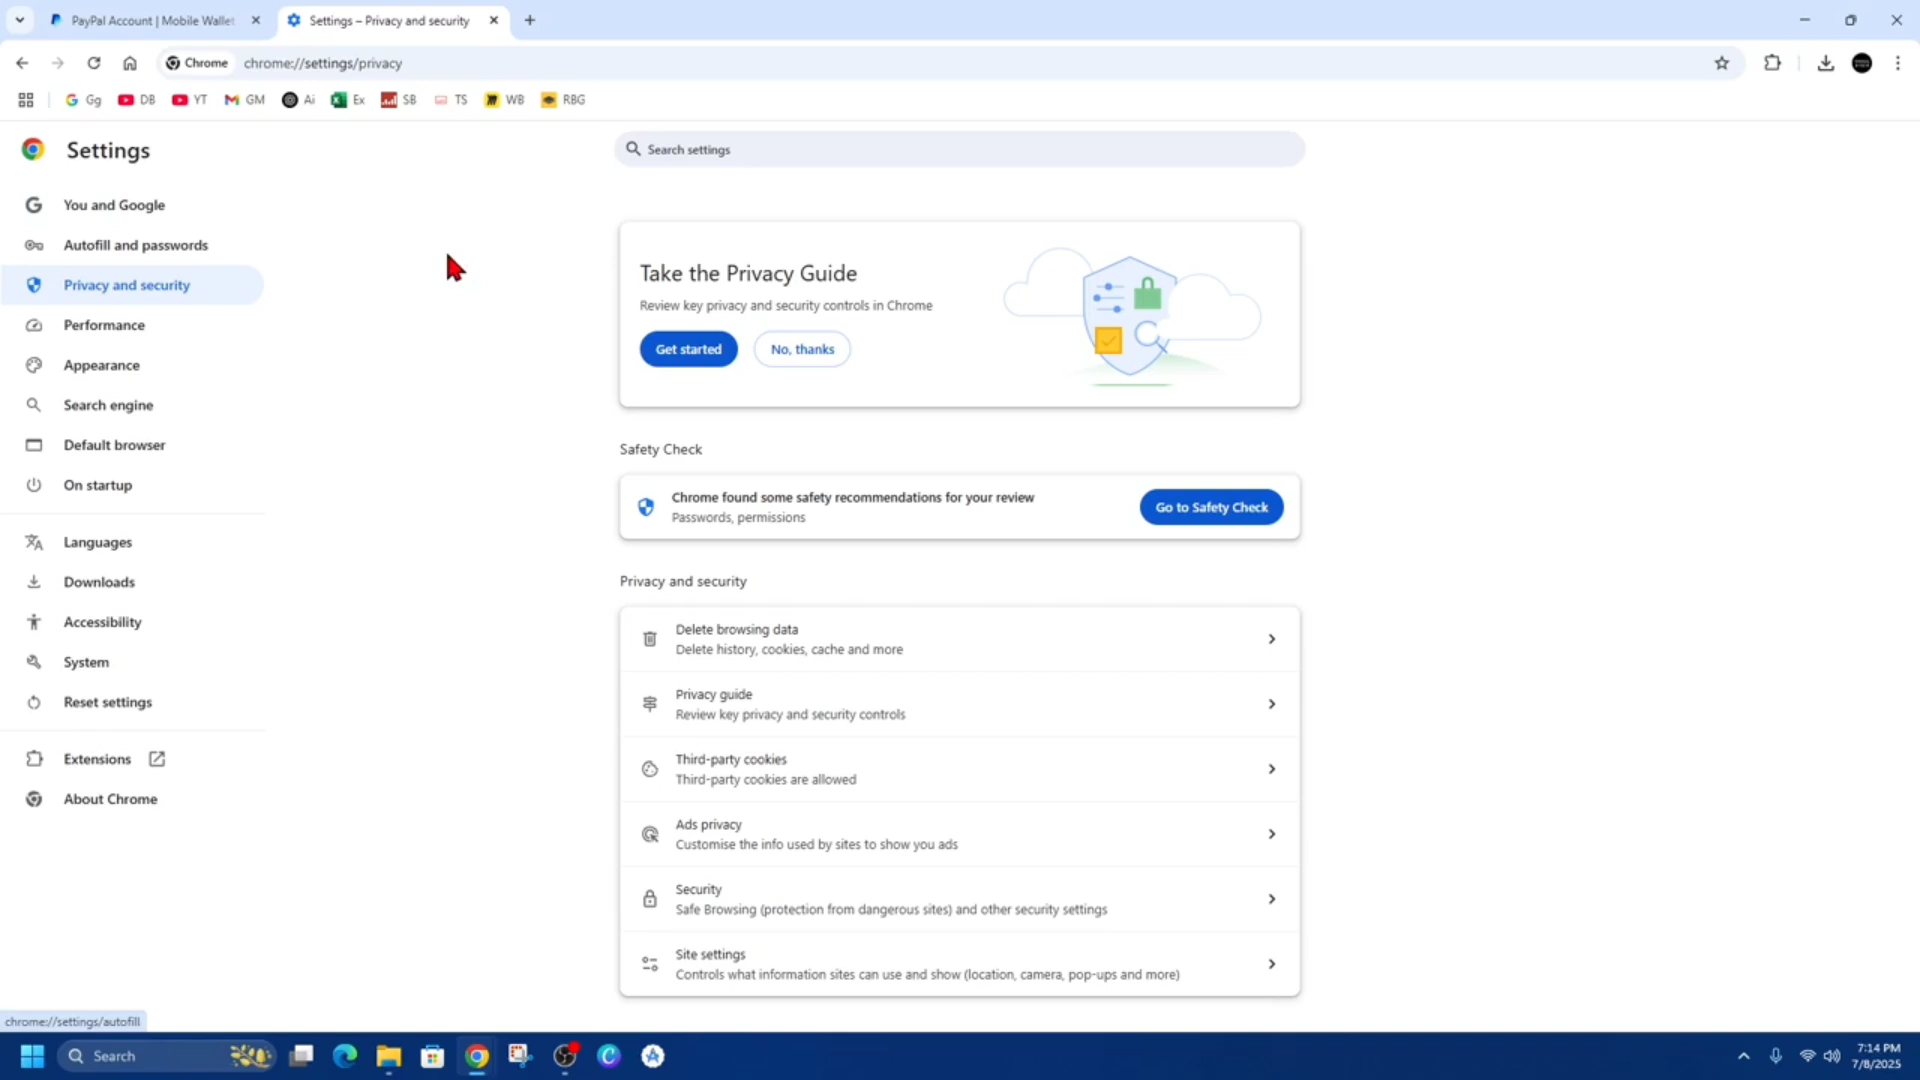 PayPal Account | Mobile Wallet
Settings – Privacy and security
Chrome
chrome://settings/privacy
Gg
DB
YT
GM
Ai
Ex
SB
TS
WB
RBG
Settings
Search settings
You and Google
Autofill and passwords
Privacy and security
Performance
Appearance
Search engine
Default browser
On startup
Languages
Downloads
Accessibility
System
Reset settings
Extensions
About Chrome
Take the Privacy Guide
Review key privacy and security controls in Chrome
Get started
No, thanks
Safety Check
Chrome found some safety recommendations for your review
Passwords, permissions
Go to Safety Check
Privacy and security
Delete browsing data
Delete history, cookies, cache and more
Privacy guide
Review key privacy and security controls
Third-party cookies
Third-party cookies are allowed
Ads privacy
Customise the info used by sites to show you ads
Security
Safe Browsing (protection from dangerous sites) and other security settings
Site settings
Controls what information sites can use and show (location, camera, pop-ups and more)
chrome://settings/autofill
Search
7:14 PM
7/8/2025